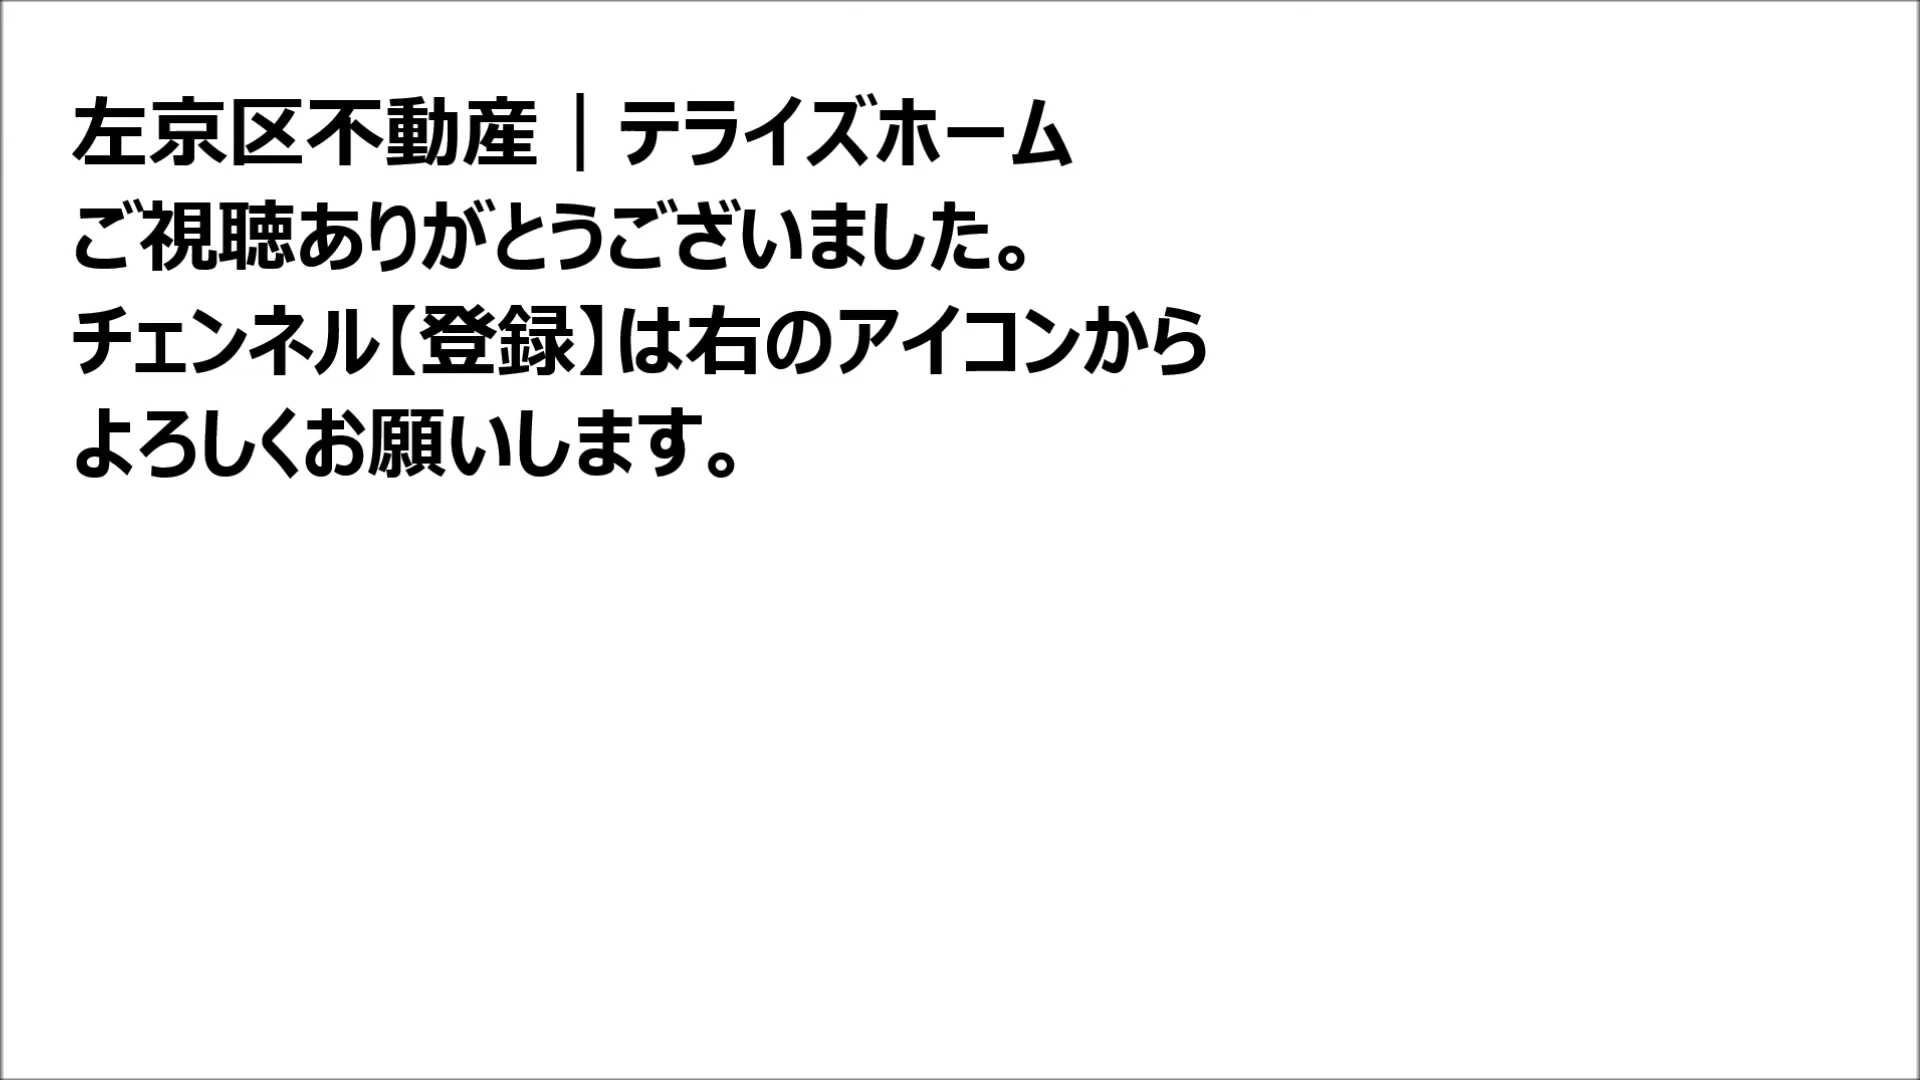 左京区不動産｜テライズホーム
ご視聴ありがとうございました。
チェンネル【登録】は右のアイコンから
よろしくお願いします。